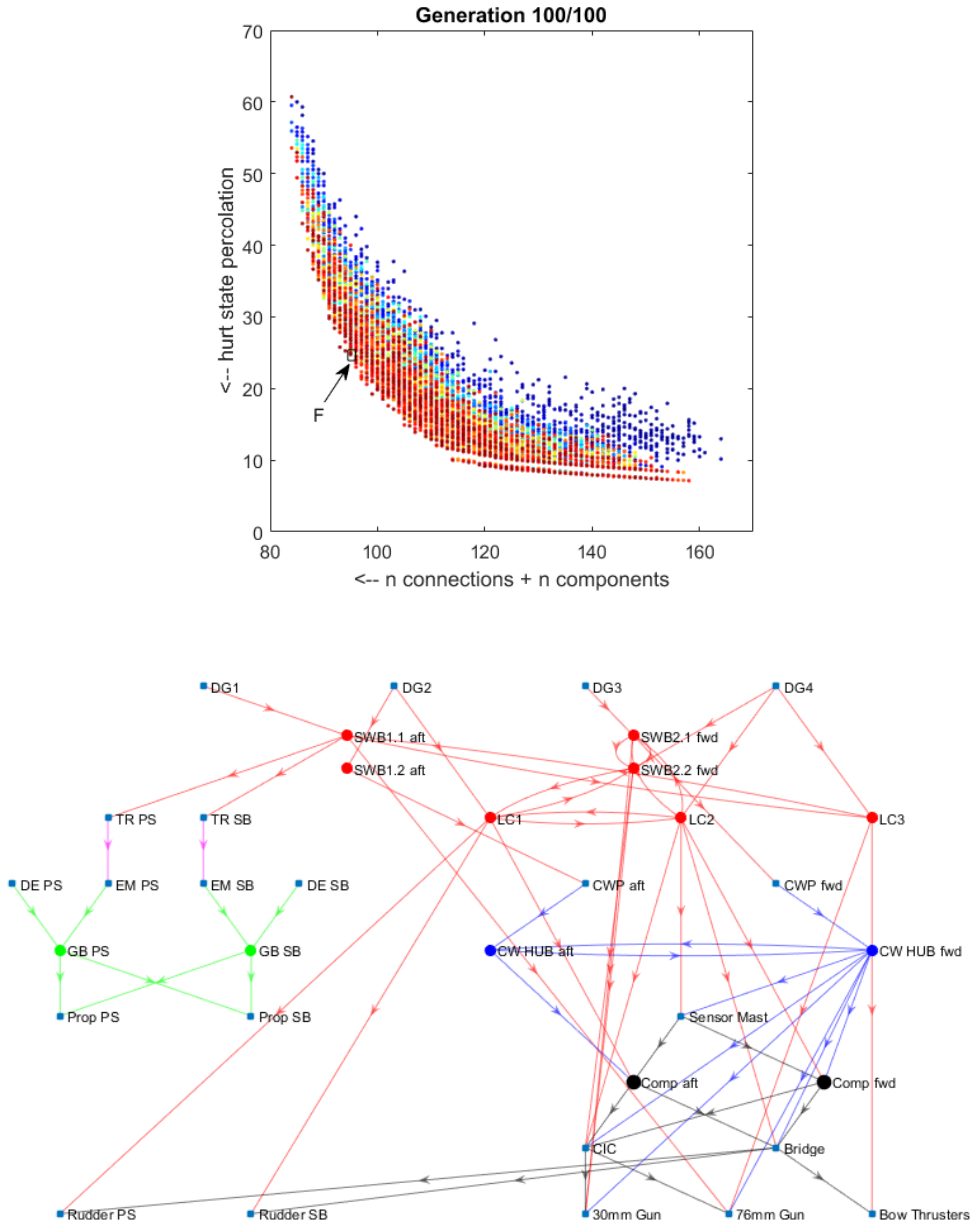 Generation 100/100
70
60
50
40
30
20
10
0
<-- hurt state percolation
F
80 100 120 140 160
<-- n connections + n components
DG1 DG2 DG3 DG4
SWB1.1 aft SWB2.1 fwd
SWB1.2 aft SWB2.2 fwd
TR PS TR SB LC1 LC2 LC3
DE PS EM PS EM SB DE SB CWP aft CWP fwd
GB PS GB SB CW HUB aft CW HUB fwd
Prop PS Prop SB Sensor Mast
Comp aft Comp fwd
CIC Bridge
Rudder PS Rudder SB 30mm Gun 76mm Gun Bow Thrusters